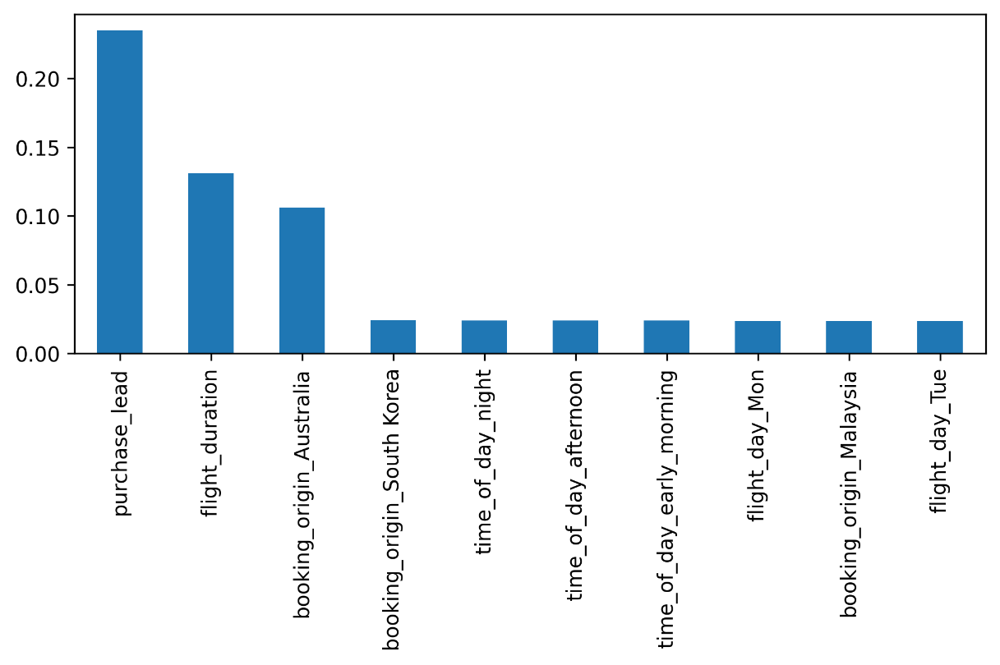 0.20
0.15
0.10
0.05
0.00
purchase_lead
flight_duration
booking_origin_Australia
booking_origin_South Korea
time_of_day_night
time_of_day_afternoon
time_of_day_early_morning
flight_day_Mon
booking_origin_Malaysia
flight_day_Tue